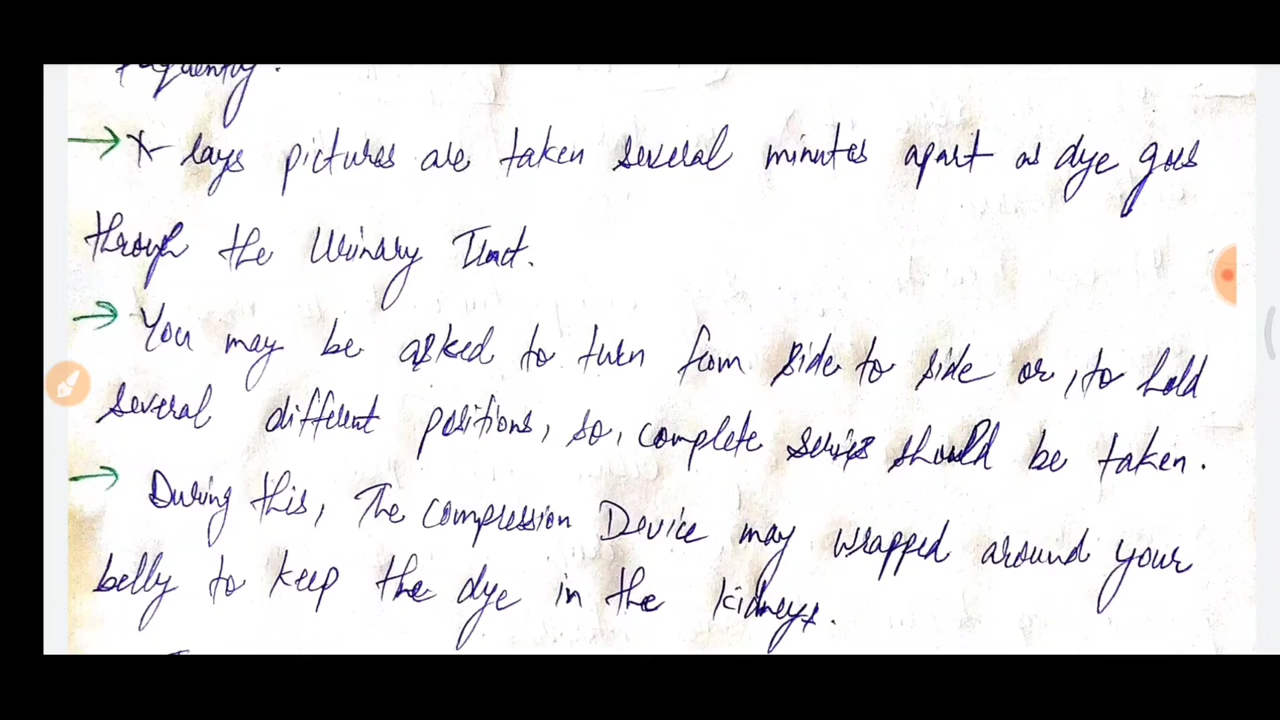 frequently.
→ X-rays pictures are taken several minutes apart as dye goes
through the Urinary Tract.
→ You may be asked to turn from side to side or, to hold
several different positions, so, complete series should be taken.
→ During this, The compression Device may wrapped around your
belly to keep the dye in the kidneys.